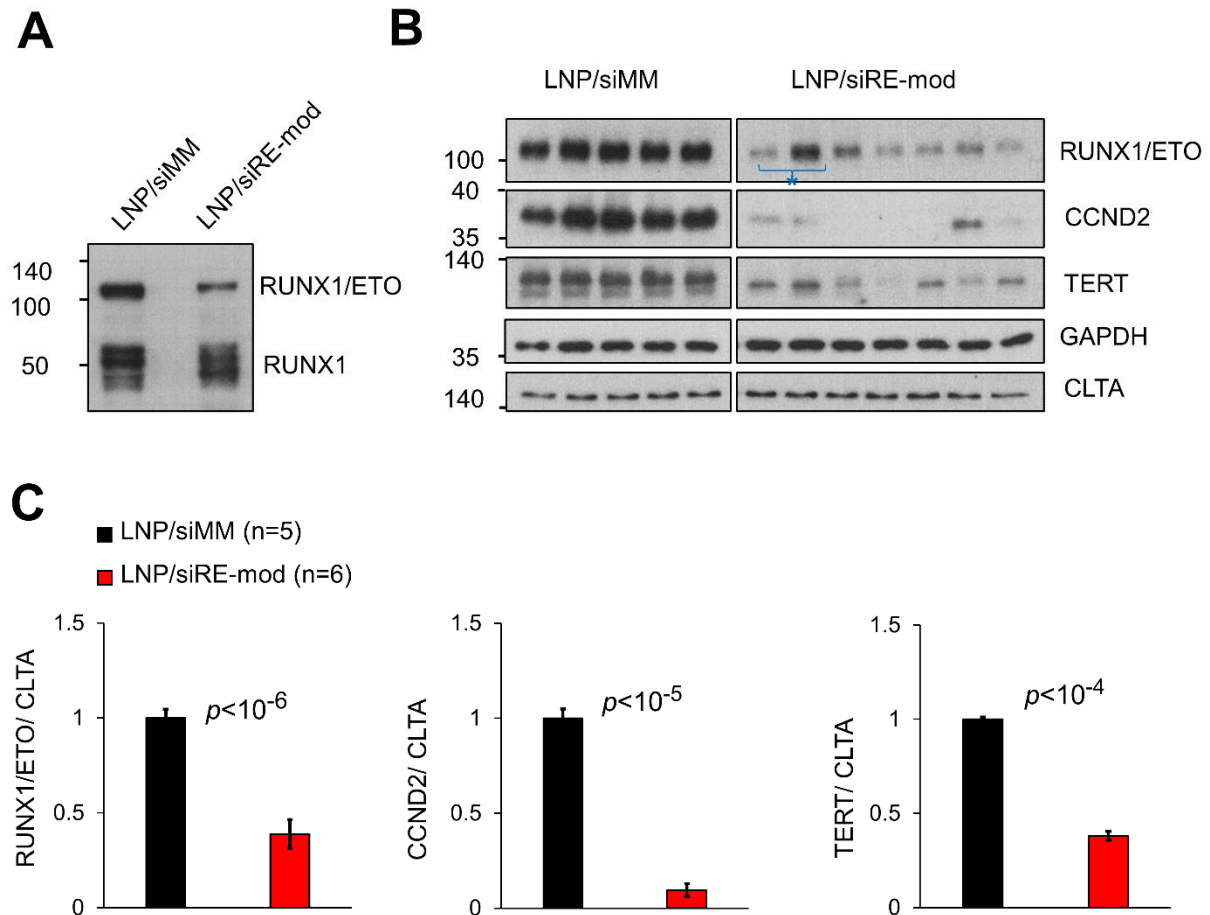 A
LNP/siMM
LNP/siRE-mod
140
100
50
RUNX1/ETO
RUNX1
B
LNP/siMM
LNP/siRE-mod
100
RUNX1/ETO
*
40
35
CCND2
140
TERT
35
GAPDH
140
CLTA
C
LNP/siMM (n=5)
LNP/siRE-mod (n=6)
RUNX1/ETO/ CLTA
1.5
1
0.5
0
p<10⁻⁶
CCND2/ CLTA
1.5
1
0.5
0
p<10⁻⁵
TERT/ CLTA
1.5
1
0.5
0
p<10⁻⁴